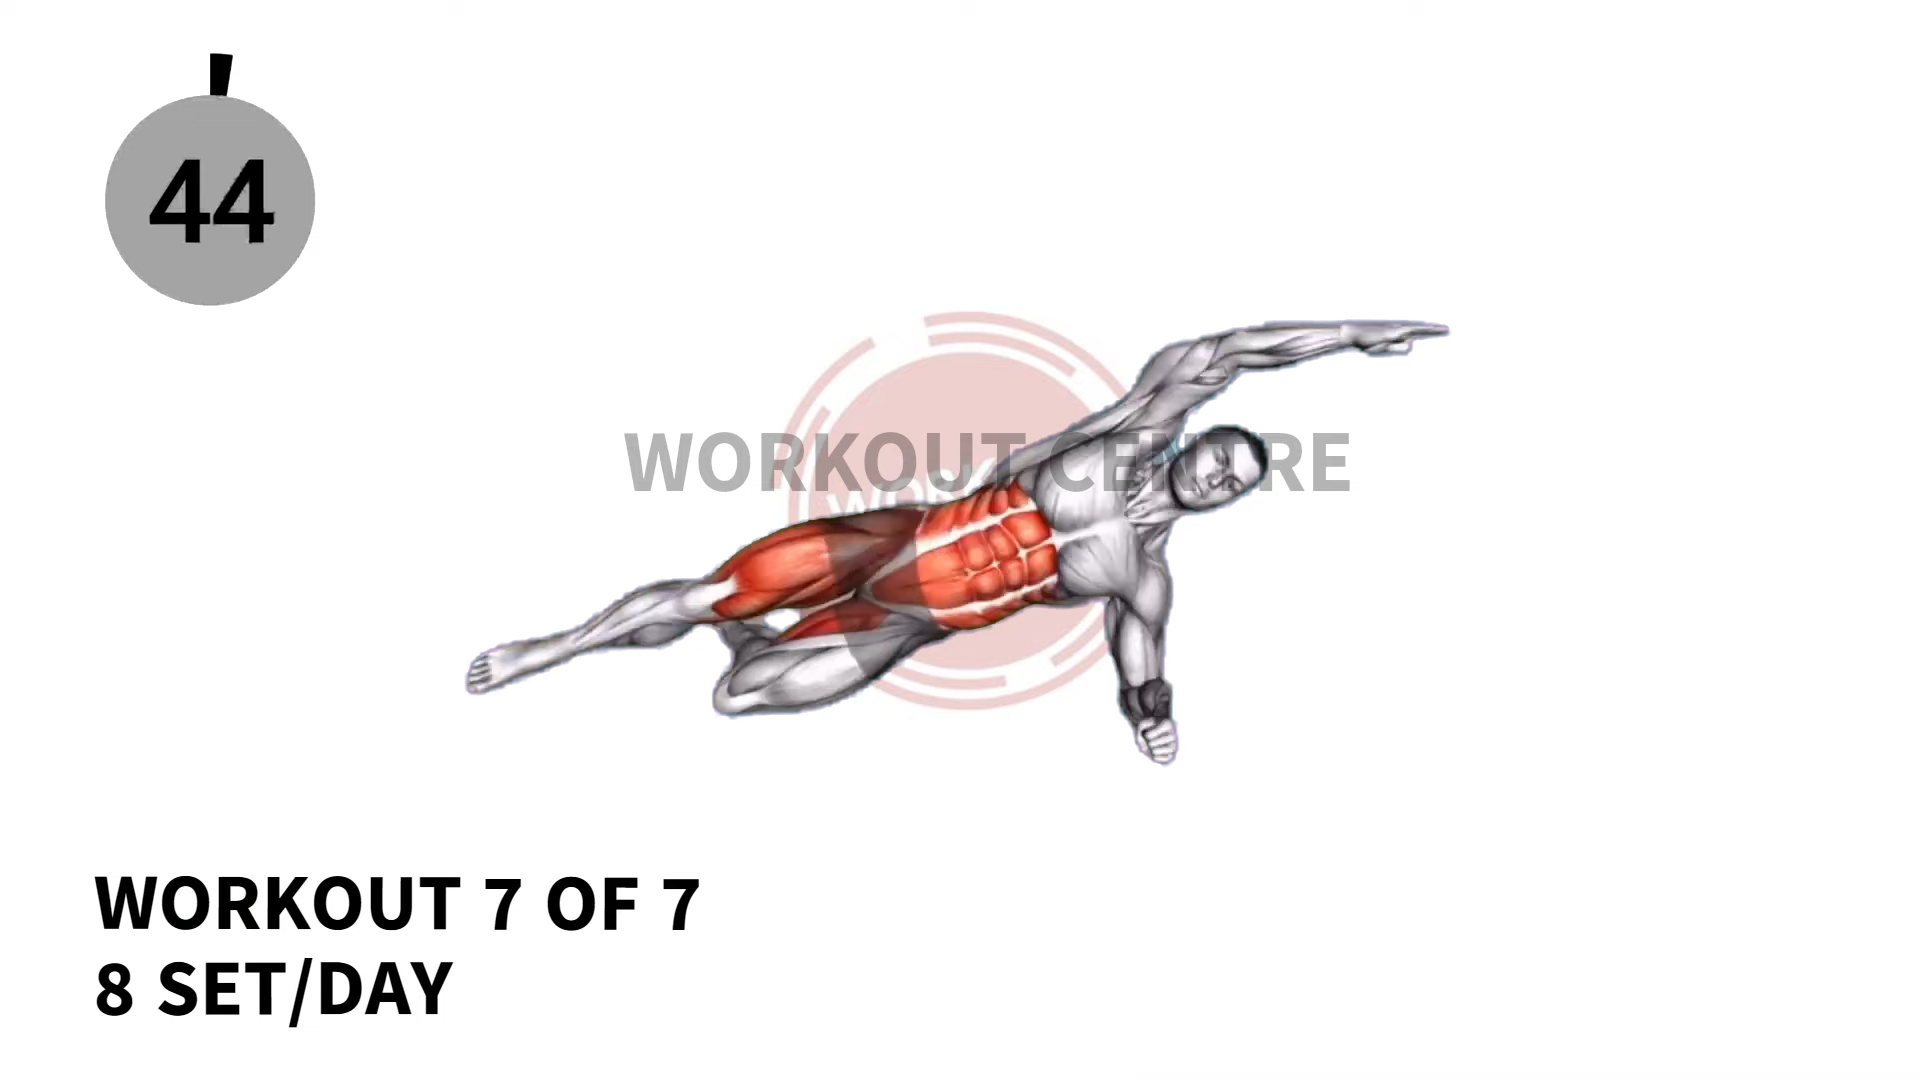 44
WORKOUT CENTRE
WORKOUT 7 OF 7
8 SET/DAY